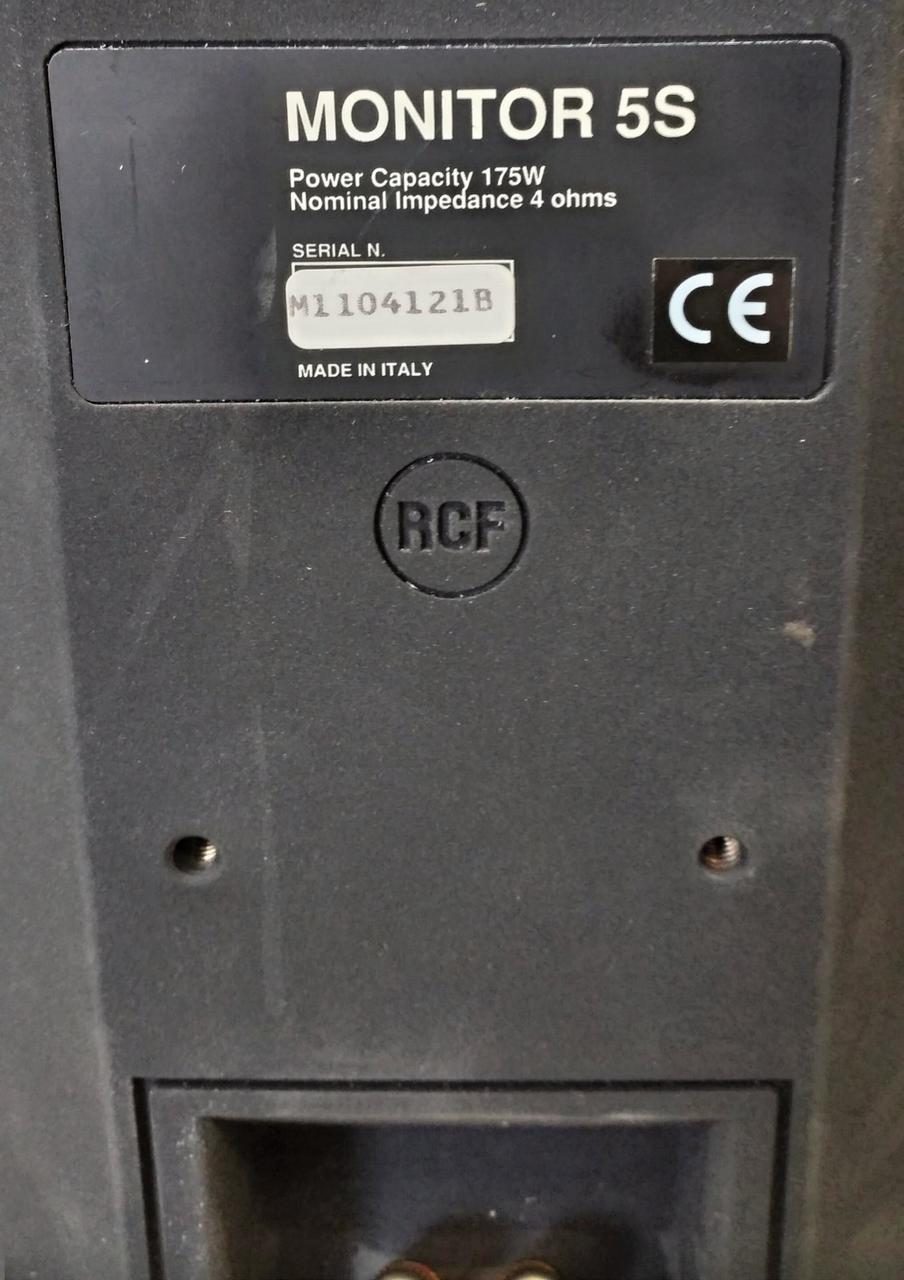 MONITOR 5S
Power Capacity 175W
Nominal Impedance 4 ohms
SERIAL N.
M1104121B
CE
MADE IN ITALY
RCF